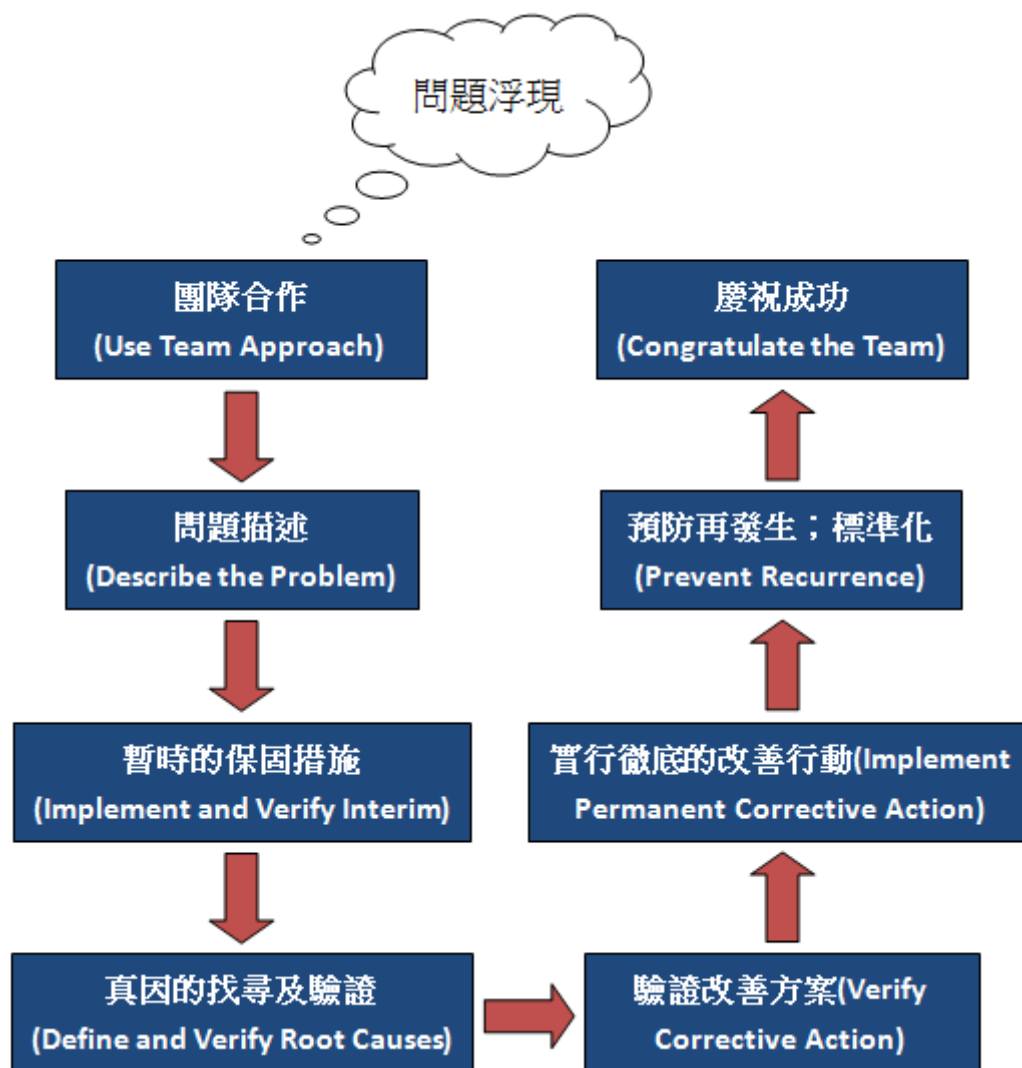 問題浮現
團隊合作
(Use Team Approach)
問題描述
(Describe the Problem)
暫時的保固措施
(Implement and Verify Interim)
真因的找尋及驗證
(Define and Verify Root Causes)
驗證改善方案(Verify
Corrective Action)
實行徹底的改善行動(Implement
Permanent Corrective Action)
預防再發生；標準化
(Prevent Recurrence)
慶祝成功
(Congratulate the Team)